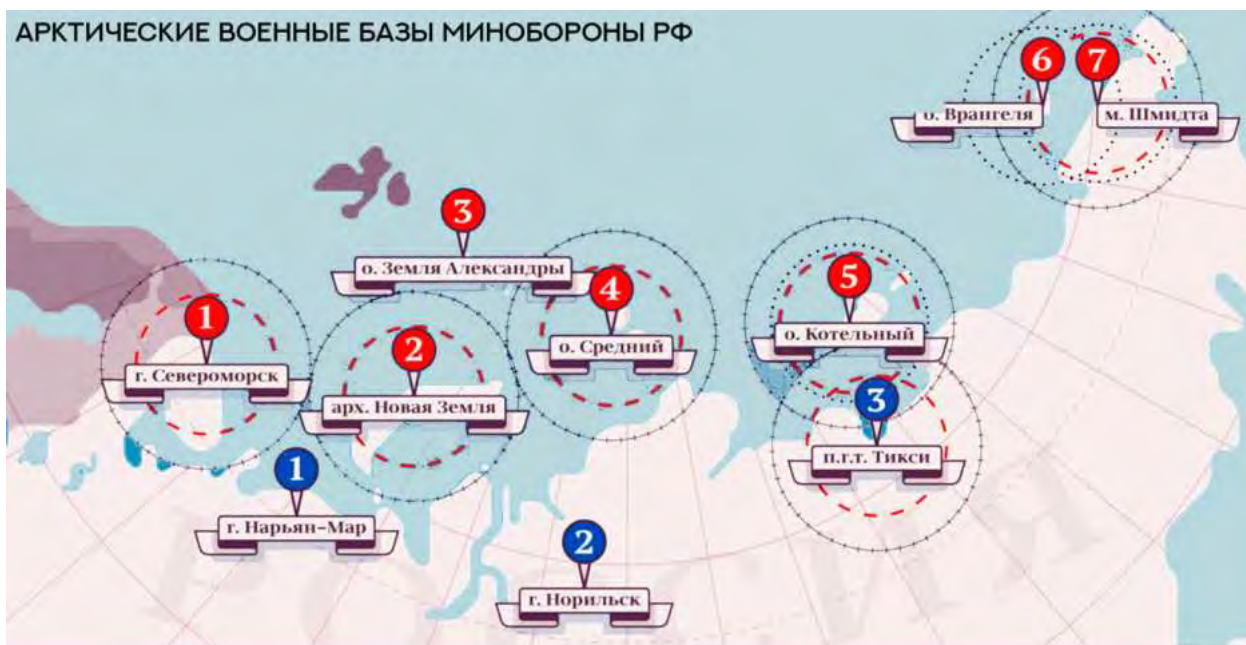 АРКТИЧЕСКИЕ ВОЕННЫЕ БАЗЫ МИНОБОРОНЫ РФ
6
7
о. Врангеля
м. Шмидта
3
о. Земля Александры
4
о. Средний
5
о. Котельный
1
г. Североморск
2
арх. Новая Земля
3
п.г.т. Тикси
1
г. Нарьян-Мар
2
г. Норильск